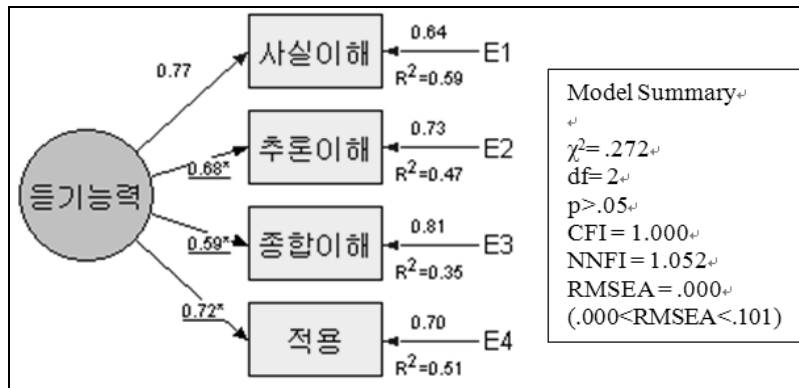 0.64
사실이해
E1
0.77
R²=0.59
0.73
추론이해
E2
0.68*
R²=0.47
듣기능력
0.81
종합이해
E3
0.59*
R²=0.35
0.72*
0.70
적용
E4
R²=0.51
Model Summary
χ²= .272
df= 2
p>.05
CFI = 1.000
NNFI = 1.052
RMSEA = .000
(.000<RMSEA<.101)